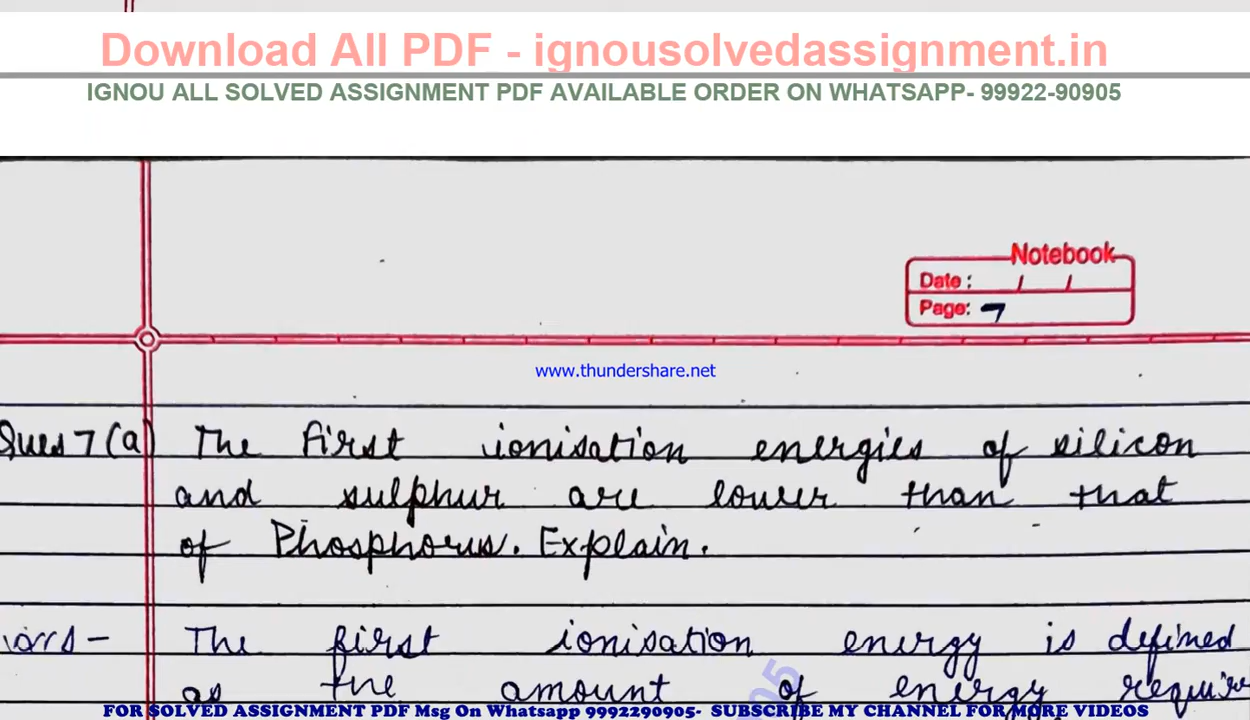 Download All PDF - ignousolvedassignment.in
IGNOU ALL SOLVED ASSIGNMENT PDF AVAILABLE ORDER ON WHATSAPP- 99922-90905
Notebook
Date : / /
Page: 7
www.thundershare.net
Ques 7 (a) The first ionisation energies of silicon
and sulphur are lower than that
of Phosphorus. Explain.
The first ionisation energy is defined
as the amount of energy require
05
FOR SOLVED ASSIGNMENT PDF Msg On Whatsapp 9992290905- SUBSCRIBE MY CHANNEL FOR MORE VIDEOS